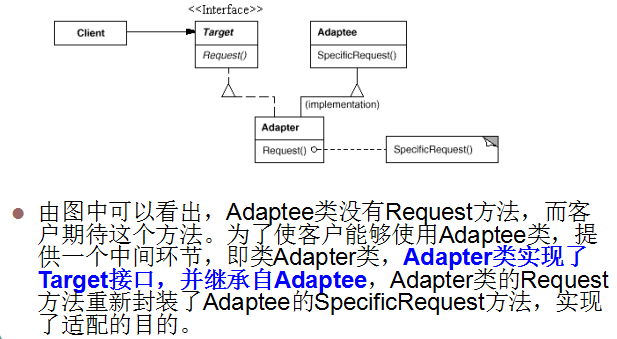 <<Interface>>
Client
Target
Adaptee
Request()
SpecificRequest()
(implementation)
Adapter
Request()
SpecificRequest()
由图中可以看出，Adaptee类没有Request方法，而客
户期待这个方法。为了使客户能够使用Adaptee类，提
供一个中间环节，即类Adapter类，Adapter类实现了
Target接口，并继承自Adaptee，Adapter类的Request
方法重新封装了Adaptee的SpecificRequest方法，实现
了适配的目的。